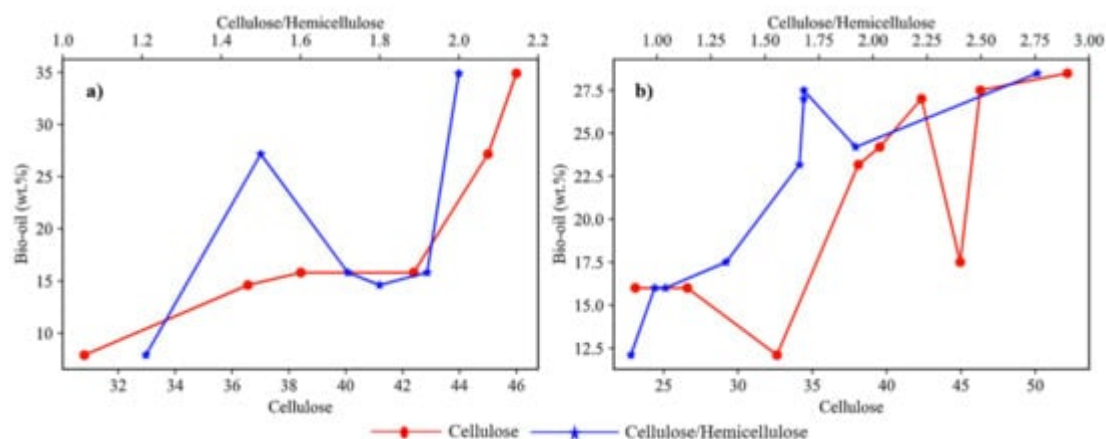 Cellulose/Hemicellulose
1.0 1.2 1.4 1.6 1.8 2.0 2.2
a)
Bio-oil (wt.%)
35
30
25
20
15
10
32 34 36 38 40 42 44 46
Cellulose
Cellulose/Hemicellulose
1.00 1.25 1.50 1.75 2.00 2.25 2.50 2.75 3.00
b)
Bio-oil (wt.%)
27.5
25.0
22.5
20.0
17.5
15.0
12.5
25 30 35 40 45 50
Cellulose
Cellulose Cellulose/Hemicellulose